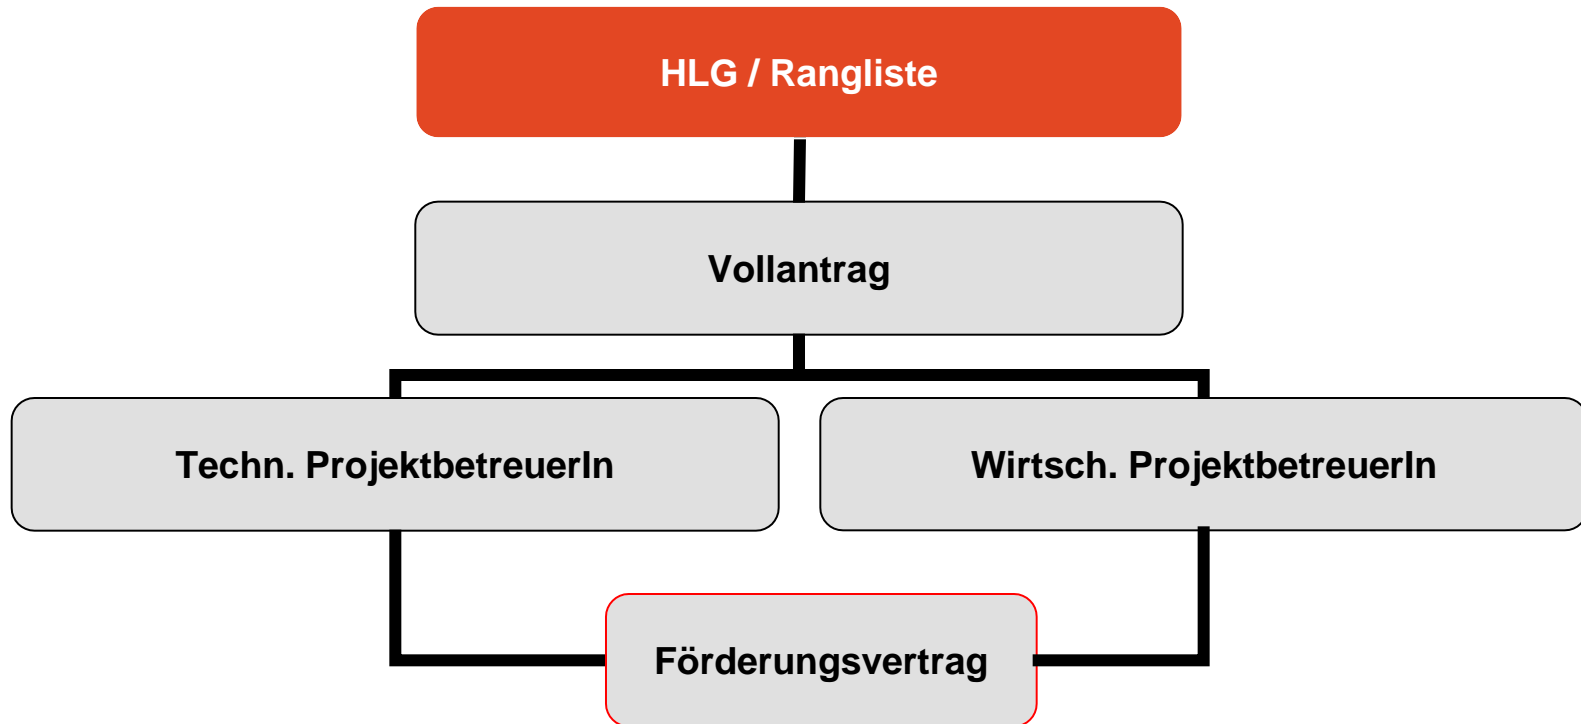 HLG / Rangliste
Vollantrag
Techn. ProjektbetreuerIn
Wirtsch. ProjektbetreuerIn
Förderungsvertrag